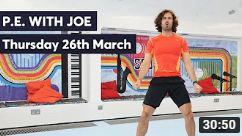 P.E. WITH JOE
Thursday 26th March
30:50